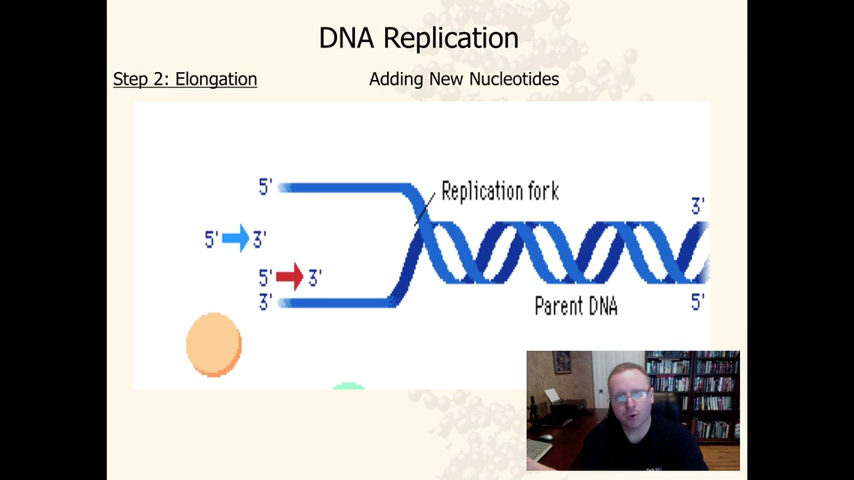 DNA Replication
Step 2: Elongation
Adding New Nucleotides
5'
Replication fork
3'
5' 3'
5' 3'
3'
Parent DNA
5'